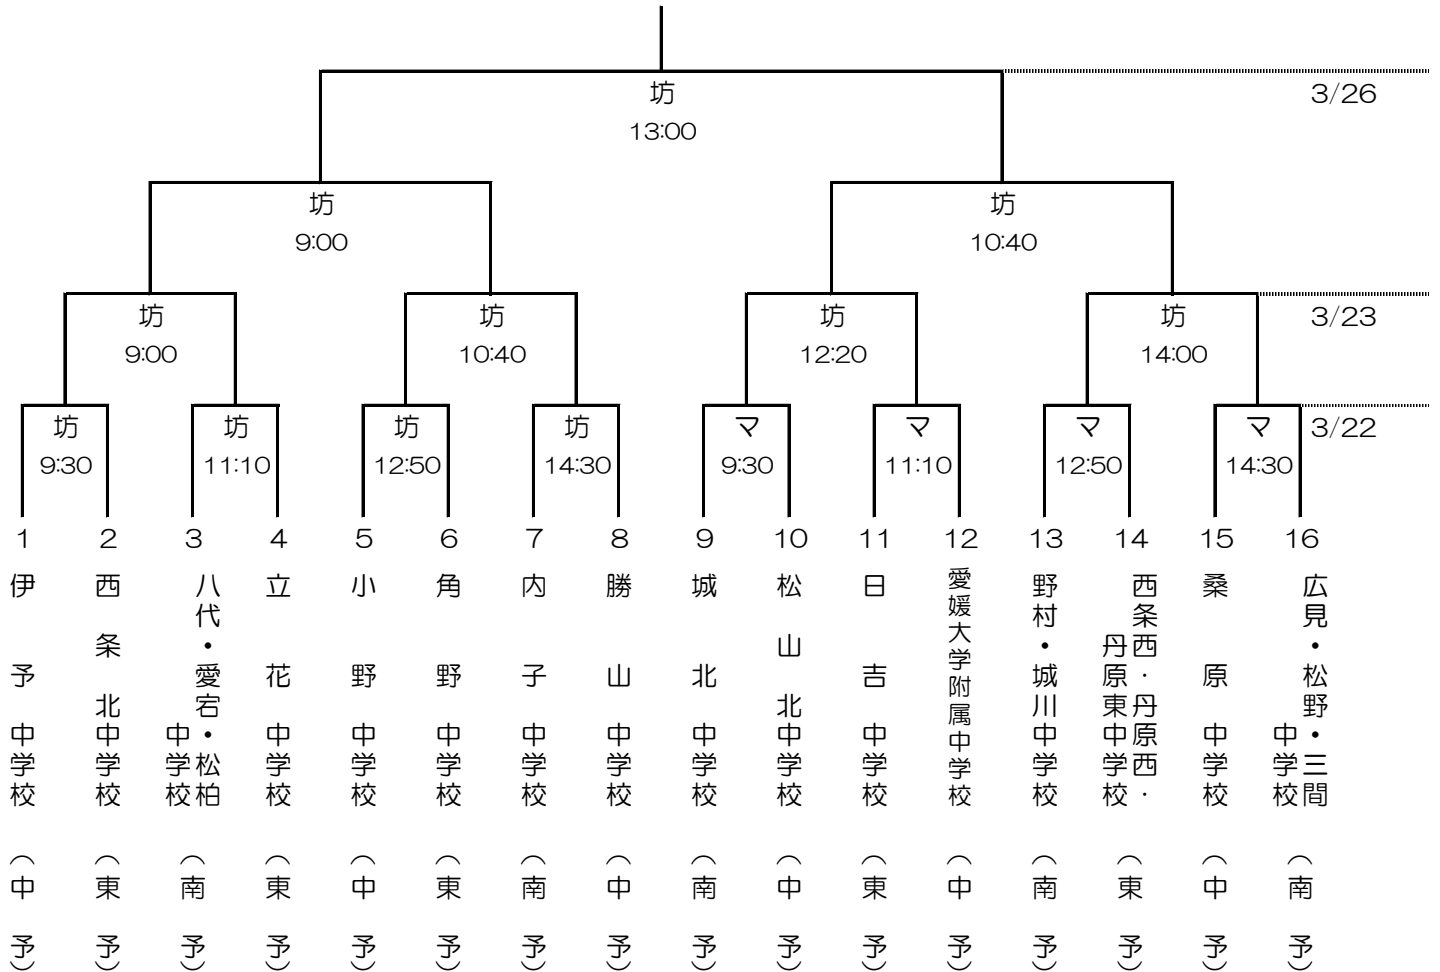 坊
13:00
3/26
坊
9:00
坊
10:40
坊
9:00
坊
10:40
坊
12:20
坊
14:00
3/23
坊
9:30
坊
11:10
坊
12:50
坊
14:30
マ
9:30
マ
11:10
マ
12:50
マ
14:30
3/22
1
伊予中学校
（中予）
2
西条北中学校
（東予）
3
八代・愛宕・松柏
中学校
（南予）
4
立花中学校
（東予）
5
小野中学校
（中予）
6
角野中学校
（東予）
7
内子中学校
（南予）
8
勝山中学校
（中予）
9
城北中学校
（南予）
10
松山北中学校
（中予）
11
日吉中学校
（東予）
12
愛媛大学附属中学校
（中予）
13
野村・城川中学校
（南予）
14
西条西・丹原西・
丹原東中学校
（東予）
15
桑原中学校
（中予）
16
広見・松野・三間
中学校
（南予）